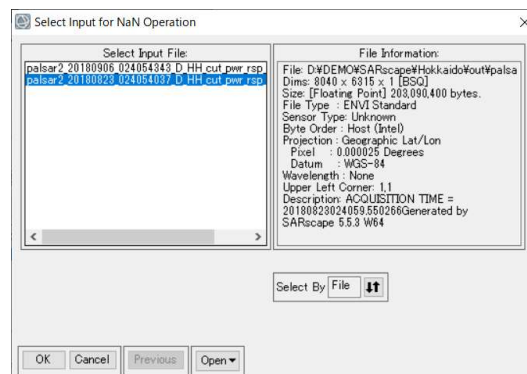 Select Input for NaN Operation
Select Input File:
palsar2_20180906_024054343_D_HH_cut_pwr_rsp
palsar2_20180823_024054037_D_HH_cut_pwr_rsp
File Information:
File: D:¥DEMO¥SARscape¥Hokkaido¥out¥palsa
Dims: 8040 x 6315 x 1 [BSQ]
Size: [Floating Point] 203,090,400 bytes.
File Type : ENVI Standard
Sensor Type: Unknown
Byte Order : Host (Intel)
Projection : Geographic Lat/Lon
Pixel : 0.000025 Degrees
Datum : WGS-84
Wavelength : None
Upper Left Corner: 1,1
Description: ACQUISITION TIME =
20180823024059.550266Generated by
SARscape 5.5.3 W64
Select By File
OK Cancel Previous Open